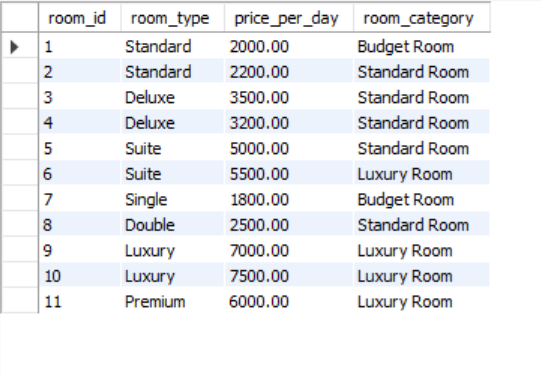 room_id room_type price_per_day room_category
1 Standard 2000.00 Budget Room
2 Standard 2200.00 Standard Room
3 Deluxe 3500.00 Standard Room
4 Deluxe 3200.00 Standard Room
5 Suite 5000.00 Standard Room
6 Suite 5500.00 Luxury Room
7 Single 1800.00 Budget Room
8 Double 2500.00 Standard Room
9 Luxury 7000.00 Luxury Room
10 Luxury 7500.00 Luxury Room
11 Premium 6000.00 Luxury Room